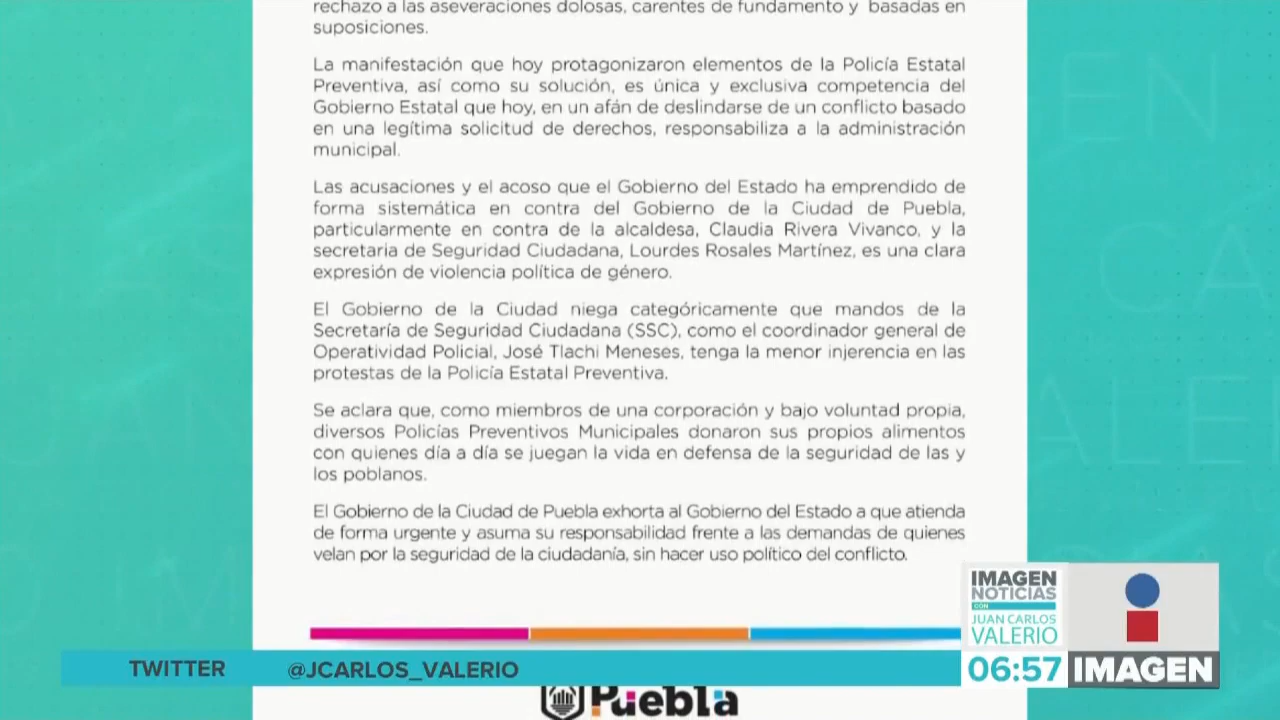 rechazo a las aseveraciones dolosas, carentes de fundamento y basadas en
suposiciones.
La manifestación que hoy protagonizaron elementos de la Policía Estatal
Preventiva, así como su solución, es única y exclusiva competencia del
Gobierno Estatal que hoy, en un afán de deslindarse de un conflicto basado
en una legítima solicitud de derechos, responsabiliza a la administración
municipal.
Las acusaciones y el acoso que el Gobierno del Estado ha emprendido de
forma sistemática en contra del Gobierno de la Ciudad de Puebla,
particularmente en contra de la alcaldesa, Claudia Rivera Vivanco, y la
secretaria de Seguridad Ciudadana, Lourdes Rosales Martínez, es una clara
expresión de violencia política de género.
El Gobierno de la Ciudad niega categóricamente que mandos de la
Secretaría de Seguridad Ciudadana (SSC), como el coordinador general de
Operatividad Policial, José Tlachi Meneses, tenga la menor injerencia en las
protestas de la Policía Estatal Preventiva.
Se aclara que, como miembros de una corporación y bajo voluntad propia,
diversos Policías Preventivos Municipales donaron sus propios alimentos
con quienes día a día se juegan la vida en defensa de la seguridad de las y
los poblanos.
El Gobierno de la Ciudad de Puebla exhorta al Gobierno del Estado a que atienda
de forma urgente y asuma su responsabilidad frente a las demandas de quienes
velan por la seguridad de la ciudadanía, sin hacer uso político del conflicto.
IMAGEN
NOTICIAS
CON
JUAN CARLOS
VALERIO
TWITTER @JCARLOS_VALERIO
06:57 IMAGEN
Puebla